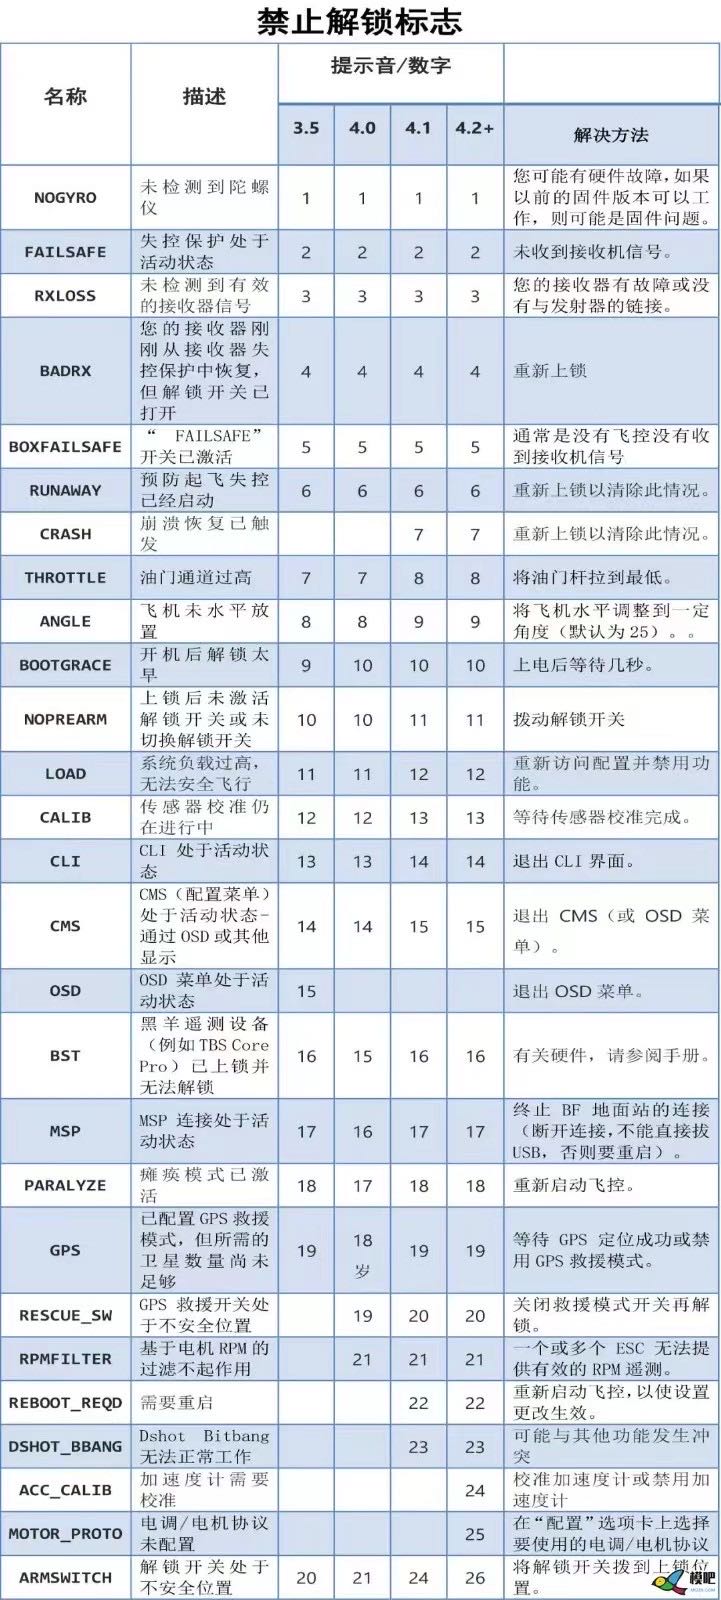 禁止解锁标志
名称
描述
提示音/数字
3.5
4.0
4.1
4.2+
解决方法
NOGYRO
未检测到陀螺
仪
1
1
1
1
您可能有硬件故障，如果
以前的固件版本可以工
作，则可能是固件问题。
FAILSAFE
失控保护处于
活动状态
2
2
2
2
未收到接收机信号。
RXLOSS
未检测到有效
的接收器信号
3
3
3
3
您的接收器有故障或没
有与发射器的链接。
BADRX
您的接收器刚
刚从接收器失
控保护中恢复，
但解锁开关已
打开
4
4
4
4
重新上锁
BOXFAILSAFE
“ FAILSAFE”
开关已激活
5
5
5
5
通常是没有飞控没有收
到接收机信号
RUNAWAY
预防起飞失控
已经启动
6
6
6
6
重新上锁以清除此情况。
CRASH
崩溃恢复已触
发
7
7
重新上锁以清除此情况。
THROTTLE
油门通道过高
7
7
8
8
将油门杆拉到最低。
ANGLE
飞机未水平放
置
8
8
9
9
将飞机水平调整到一定
角度（默认为25）。。
BOOTGRACE
开机后解锁太
早
9
10
10
10
上电后等待几秒。
NOPREARM
上锁后未激活
解锁开关或未
切换解锁开关
10
10
11
11
拨动解锁开关
LOAD
系统负载过高，
无法安全飞行
11
11
12
12
重新访问配置并禁用功
能。
CALIB
传感器校准仍
在进行中
12
12
13
13
等待传感器校准完成。
CLI
CLI 处于活动状
态
13
13
14
14
退出CLI界面。
CMS
CMS（配置菜单）
处于活动状态-
通过OSD或其他
显示
14
14
15
15
退出 CMS（或 OSD 菜
单）。
OSD
OSD 菜单处于活
动状态
15
退出OSD菜单。
BST
黑羊遥测设备
（例如TBS Core
Pro）已上锁并
无法解锁
16
15
16
16
有关硬件，请参阅手册。
MSP
MSP 连接处于活
动状态
17
16
17
17
终止 BF 地面站的连接
（断开连接，不能直接拔
USB，否则要重启）。
PARALYZE
瘫痪模式已激
活
18
17
18
18
重新启动飞控。
GPS
已配置GPS救援
模式，但所需的
卫星数量尚未
足够
19
18
岁
19
19
等待 GPS 定位成功或禁
用GPS救援模式。
RESCUE_SW
GPS 救援开关处
于不安全位置
19
20
20
关闭救援模式开关再解
锁。
RPMFILTER
基于电机RPM的
过滤不起作用
21
21
21
一个或多个 ESC 无法提
供有效的RPM遥测。
REBOOT_REQD
需要重启
22
22
重新启动飞控，以使设置
更改生效。
DSHOT_BBANG
Dshot Bitbang
无法正常工作
23
23
可能与其他功能发生冲
突
ACC_CALIB
加速度计需要
校准
24
校准加速度计或禁用加
速度计
MOTOR_PROTO
电调/电机协议
未配置
25
在“配置”选项卡上选择
要使用的电调/电机协议
ARMSWITCH
解锁开关处于
不安全位置
20
21
24
26
将解锁开关拨到上锁位
置。
模吧